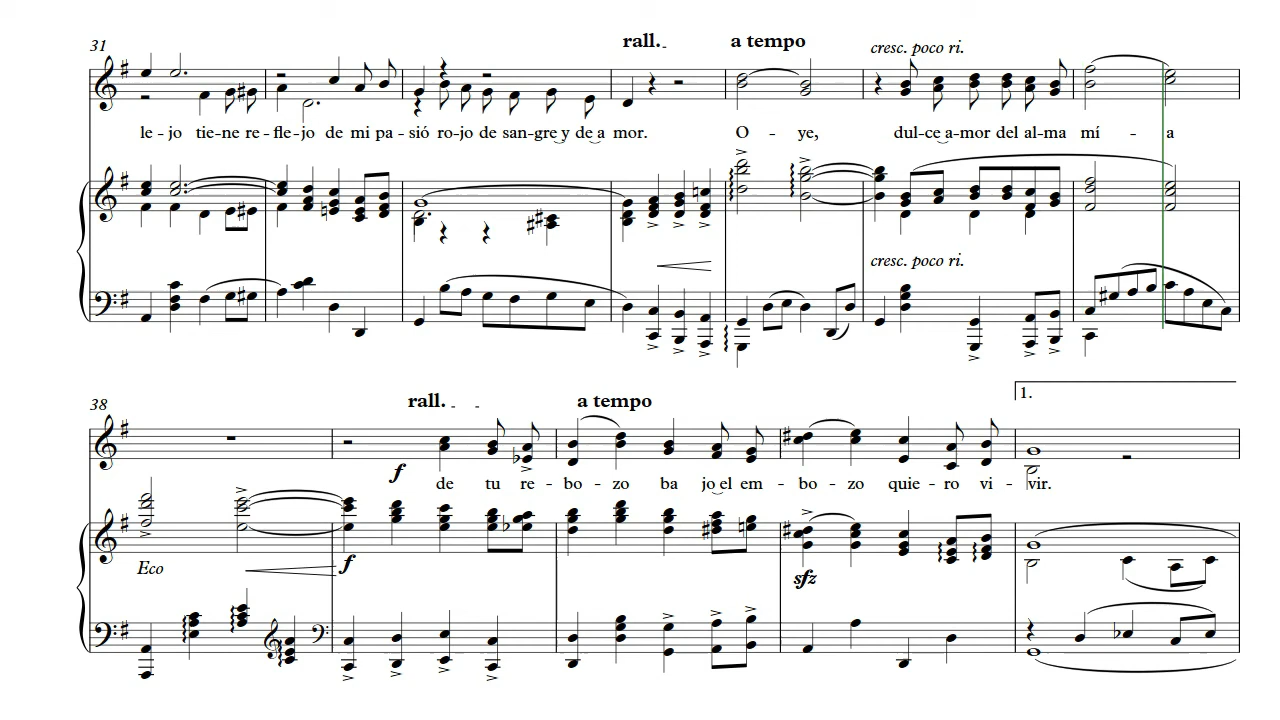 31
rall.
a tempo
cresc. poco ri.
le - jo tie-ne re - fle-jo de mi pa - sió ro-jo de san-gre y de a mor. O - ye, dul-ce a-mor del al-ma mí - a
cresc. poco ri.
38
rall.
a tempo
1.
f
de tu re - bo - zo ba jo el em - bo - zo quie - ro vi - vir.
Eco
f
sfz